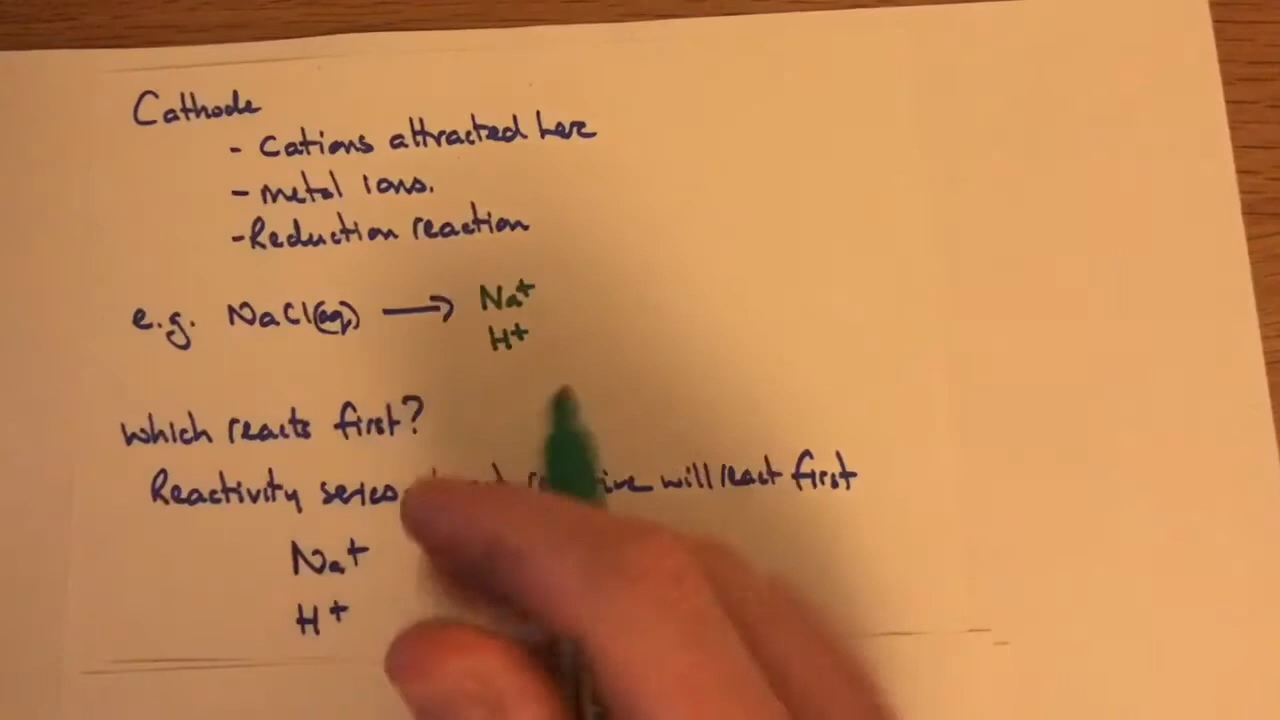 Cathode
- Cations attracted here
- metal ions.
- Reduction reaction
e.g. NaCl(aq) → Na+
H+
Which reacts first?
Reactivity series will react first
Na+
H+